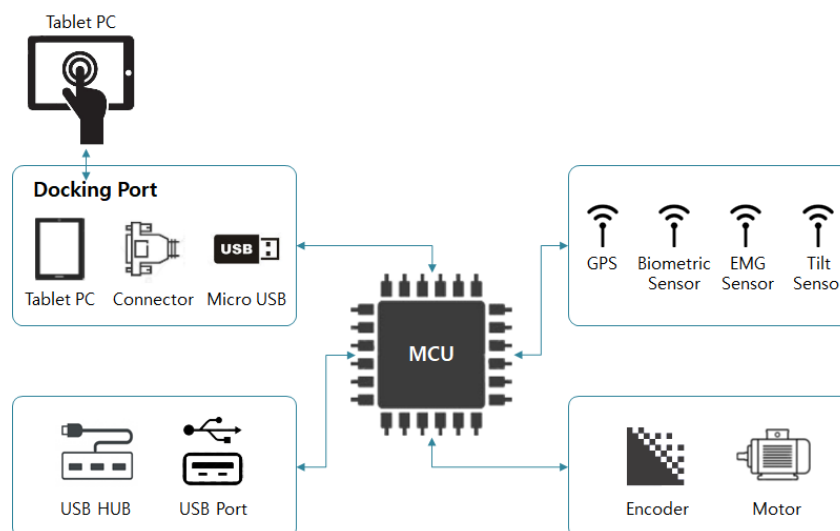 Tablet PC
Docking Port
USB
Tablet PC Connector Micro USB
GPS Biometric Sensor EMG Sensor Tilt Senso
MCU
USB HUB USB Port
Encoder Motor